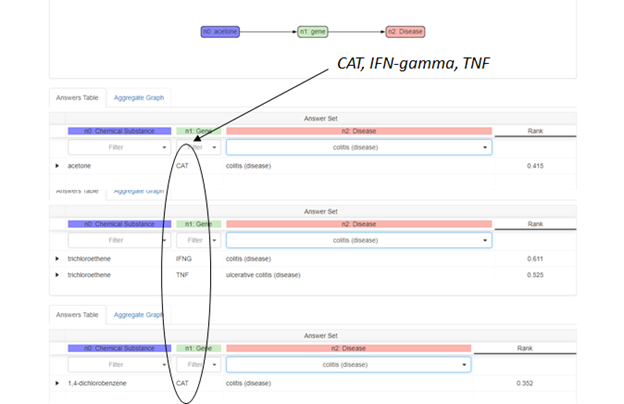 n0: acetone n1: gene n2: Disease
CAT, IFN-gamma, TNF
Answers Table Aggregate Graph
Answer Set
n0: Chemical Substance n1: Gene n2: Disease Rank
Filter Filter colitis (disease)
acetone CAT colitis (disease) 0.415
Answers Table Aggregate Graph
Answer Set
n0: Chemical Substance n1: Gene n2: Disease Rank
Filter Filter colitis (disease)
trichloroethene IFNG colitis (disease) 0.611
trichloroethene TNF ulcerative colitis (disease) 0.525
Answers Table Aggregate Graph
Answer Set
n0: Chemical Substance n1: Gene n2: Disease Rank
Filter Filter colitis (disease)
1,4-dichlorobenzene CAT colitis (disease) 0.352